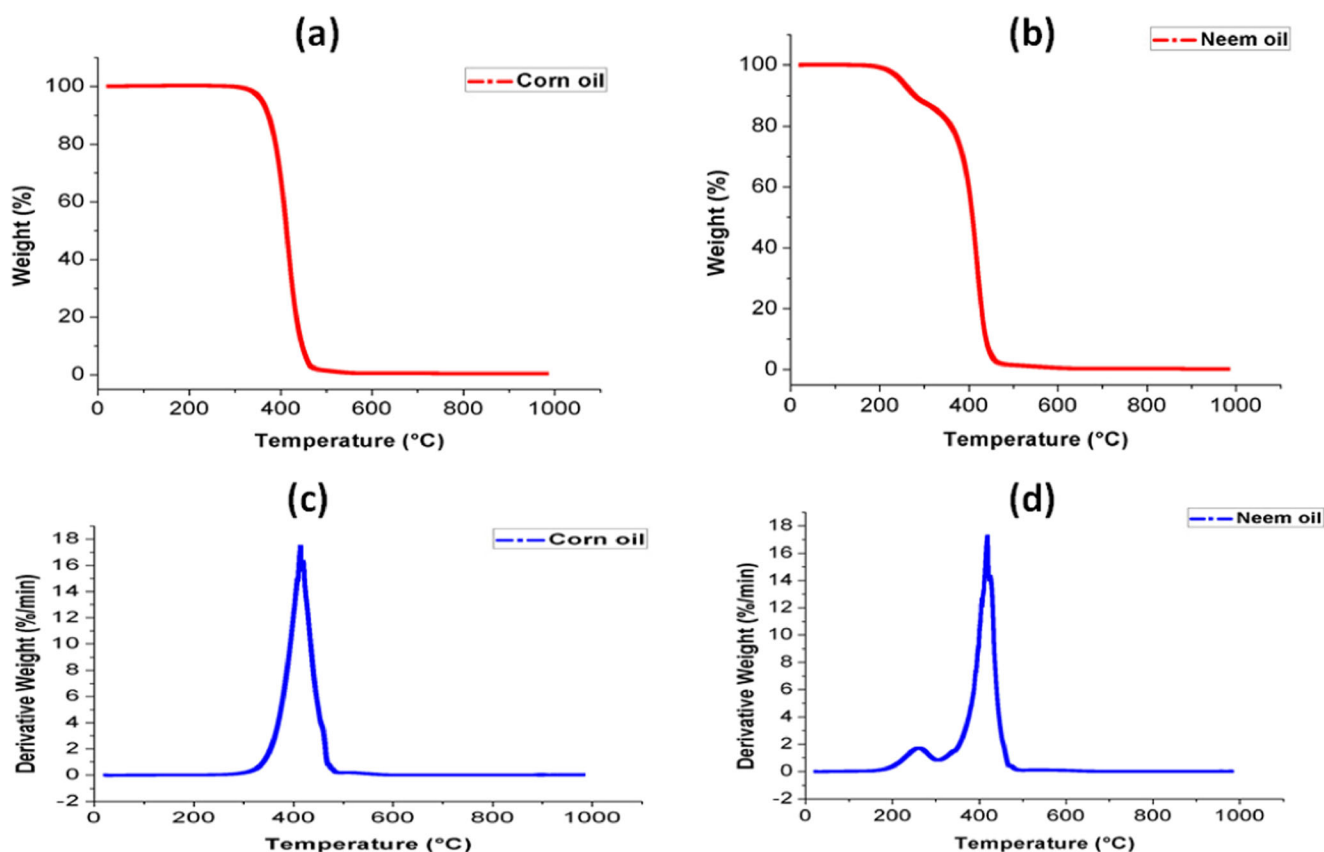 (a)
Corn oil
100
80
60
40
20
0
Weight (%)
0 200 400 600 800 1000
Temperature (°C)
(b)
Neem oil
100
80
60
40
20
0
Weight (%)
0 200 400 600 800 1000
Temperature (°C)
(c)
Corn oil
18
16
14
12
10
8
6
4
2
0
-2
Derivative Weight (%/min)
0 200 400 600 800 1000
Temperature (°C)
(d)
Neem oil
18
16
14
12
10
8
6
4
2
0
-2
Derivative Weight (%/min)
0 200 400 600 800 1000
Temperature (°C)